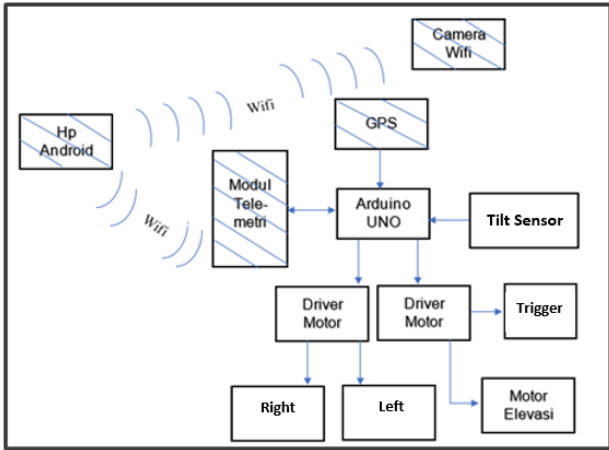 Camera
Wifi
Wifi
GPS
Hp
Android
Modul
Tele-
metri
Arduino
UNO
Tilt Sensor
Wifi
Driver
Motor
Driver
Motor
Trigger
Right
Left
Motor
Elevasi